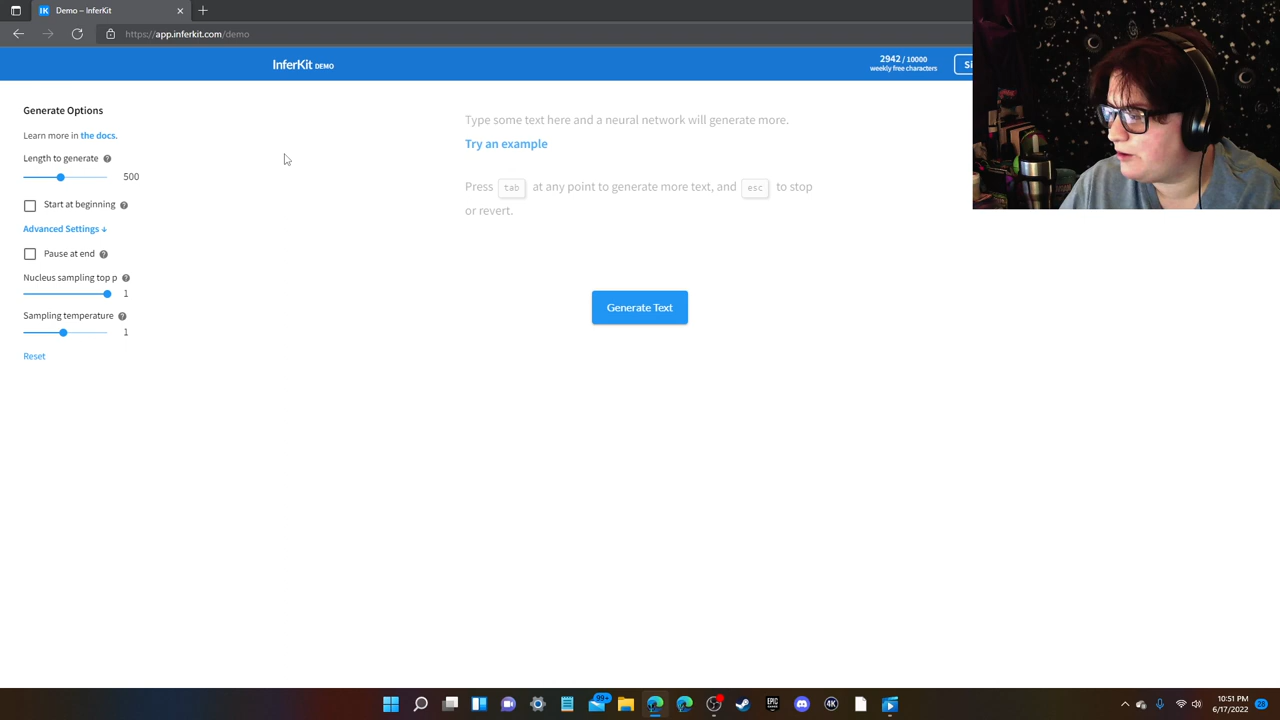 Demo – InferKit
https://app.inferkit.com/demo
InferKit DEMO
2942 / 10000
weekly free characters
Generate Options
Learn more in the docs.
Length to generate
500
Start at beginning
Advanced Settings ↓
Pause at end
Nucleus sampling top p
1
Sampling temperature
1
Reset
Type some text here and a neural network will generate more.
Try an example
Press tab at any point to generate more text, and esc to stop
or revert.
Generate Text
99+
10:51 PM
6/17/2022
28